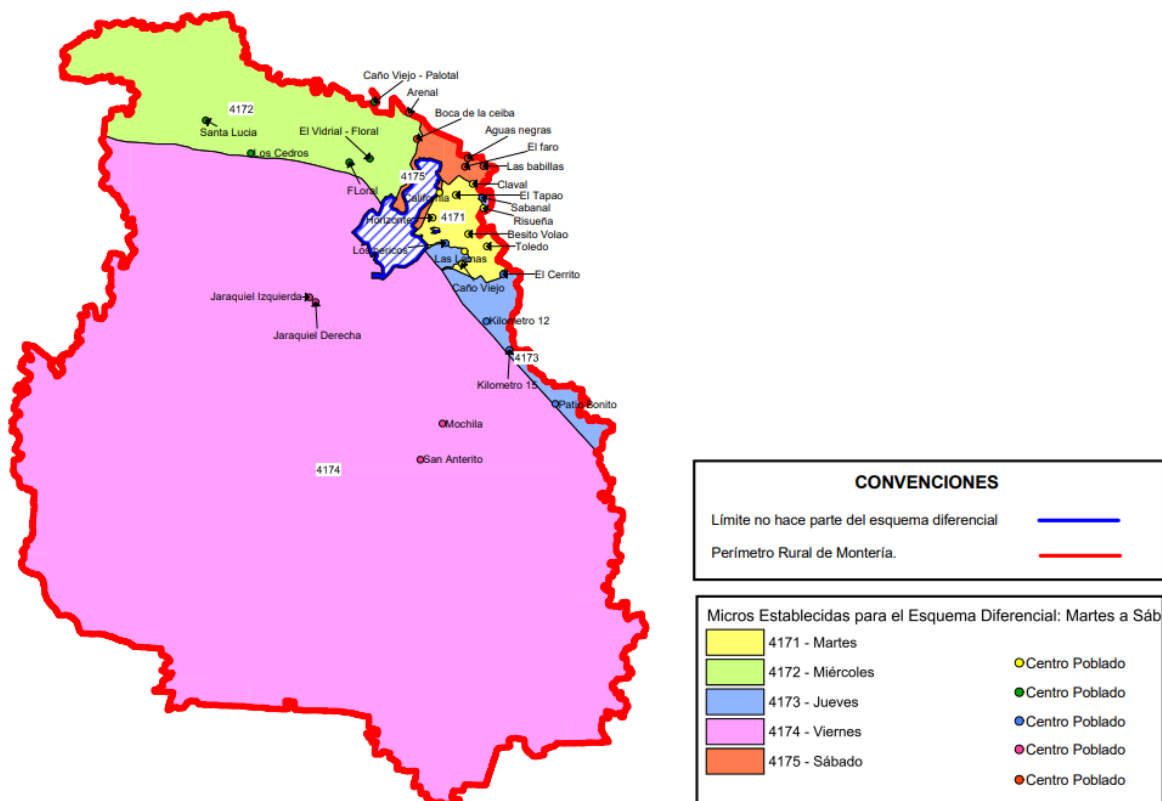 Caño Viejo - Palotal
Arenal
4172
Boca de la ceiba
Santa Lucia
El Vidrial - Floral
Aguas negras
El faro
Los Cedros
Las babillas
4175
FLoral
Claval
California
El Tapao
Sabanal
Horizonte
4171
Risueña
Besito Volao
Los pericos
Toledo
Las Lamas
El Cerrito
Caño Viejo
Jaraquiel Izquierda
Kilometro 12
Jaraquiel Derecha
4173
Kilometro 15
Patio Bonito
Mochila
San Anterito
4174
CONVENCIONES
Límite no hace parte del esquema diferencial
Perímetro Rural de Montería.
Micros Establecidas para el Esquema Diferencial: Martes a Sáb
4171 - Martes
4172 - Miércoles
4173 - Jueves
4174 - Viernes
4175 - Sábado
Centro Poblado
Centro Poblado
Centro Poblado
Centro Poblado
Centro Poblado